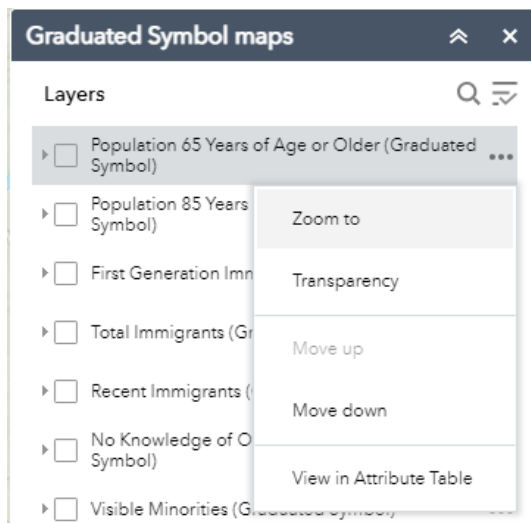 Graduated Symbol maps
Layers
Population 65 Years of Age or Older (Graduated
Symbol)
Population 85 Years
Symbol)
Zoom to
First Generation
Transparency
Total Immigrants
Move up
Recent Immigrants
Move down
No Knowledge of
Symbol)
View in Attribute Table
Visible Minorities (Graduated Symbol)